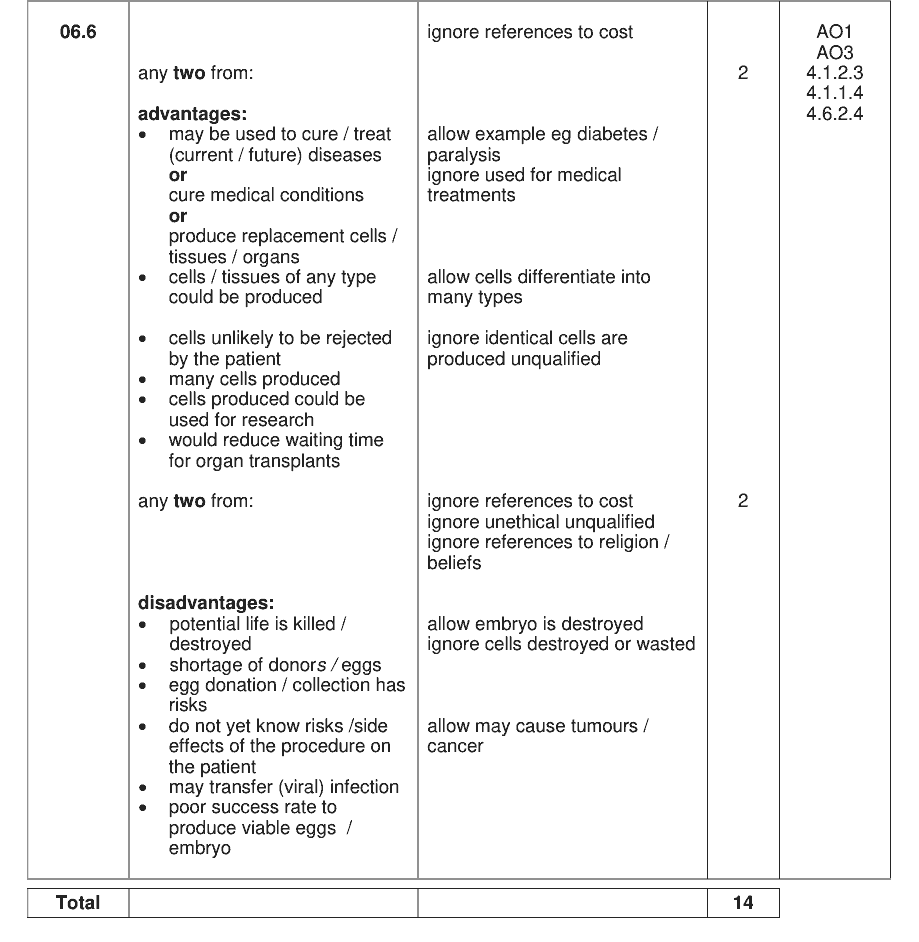 06.6
ignore references to cost
AO1
AO3
any two from:
2
4.1.2.3
4.1.1.4
advantages:
4.6.2.4
• may be used to cure / treat
(current / future) diseases
or
cure medical conditions
or
produce replacement cells /
tissues / organs
allow example eg diabetes /
paralysis
ignore used for medical
treatments
• cells / tissues of any type
could be produced
allow cells differentiate into
many types
• cells unlikely to be rejected
by the patient
ignore identical cells are
produced unqualified
• many cells produced
• cells produced could be
used for research
• would reduce waiting time
for organ transplants
any two from:
ignore references to cost
ignore unethical unqualified
ignore references to religion /
beliefs
2
disadvantages:
• potential life is killed /
destroyed
allow embryo is destroyed
ignore cells destroyed or wasted
• shortage of donors / eggs
• egg donation / collection has
risks
• do not yet know risks /side
effects of the procedure on
the patient
allow may cause tumours /
cancer
• may transfer (viral) infection
• poor success rate to
produce viable eggs /
embryo
Total
14